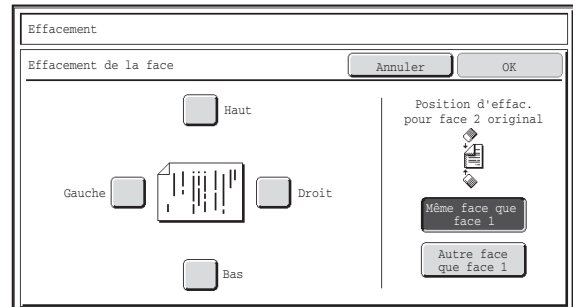 Effacement
Effacement de la face
Annuler
OK
Haut
Gauche
Droit
Bas
Position d'effac.
pour face 2 original
Même face que
face 1
Autre face
que face 1